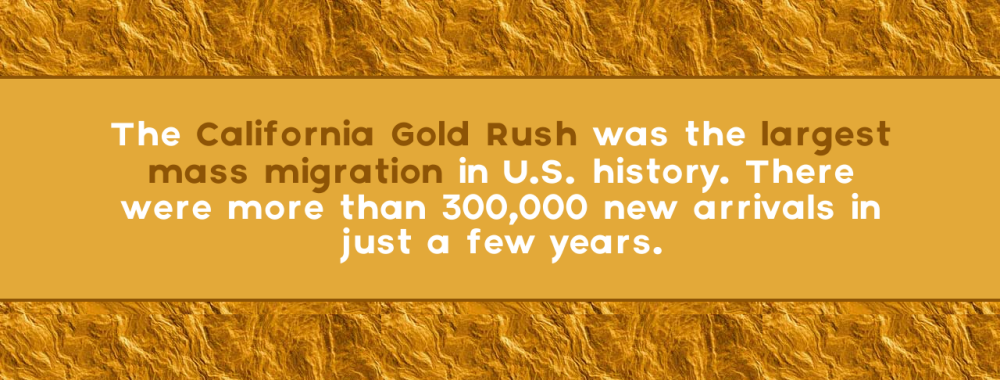 The California Gold Rush was the largest
mass migration in U.S. history. There
were more than 300,000 new arrivals in
just a few years.